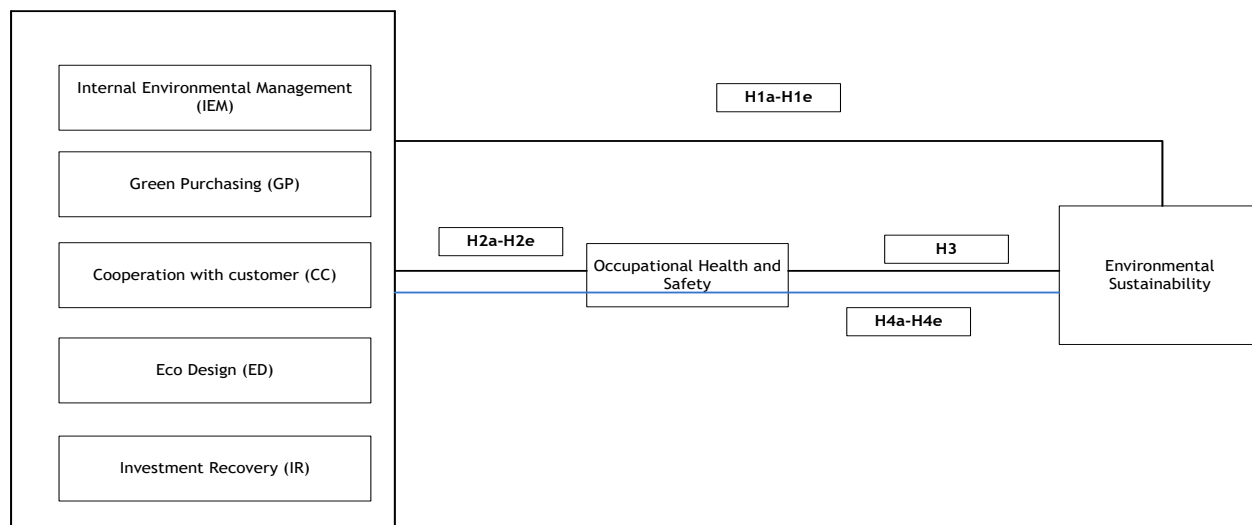 Internal Environmental Management
(IEM)
Green Purchasing (GP)
Cooperation with customer (CC)
Eco Design (ED)
Investment Recovery (IR)
H1a-H1e
H2a-H2e
Occupational Health and
Safety
H3
H4a-H4e
Environmental
Sustainability